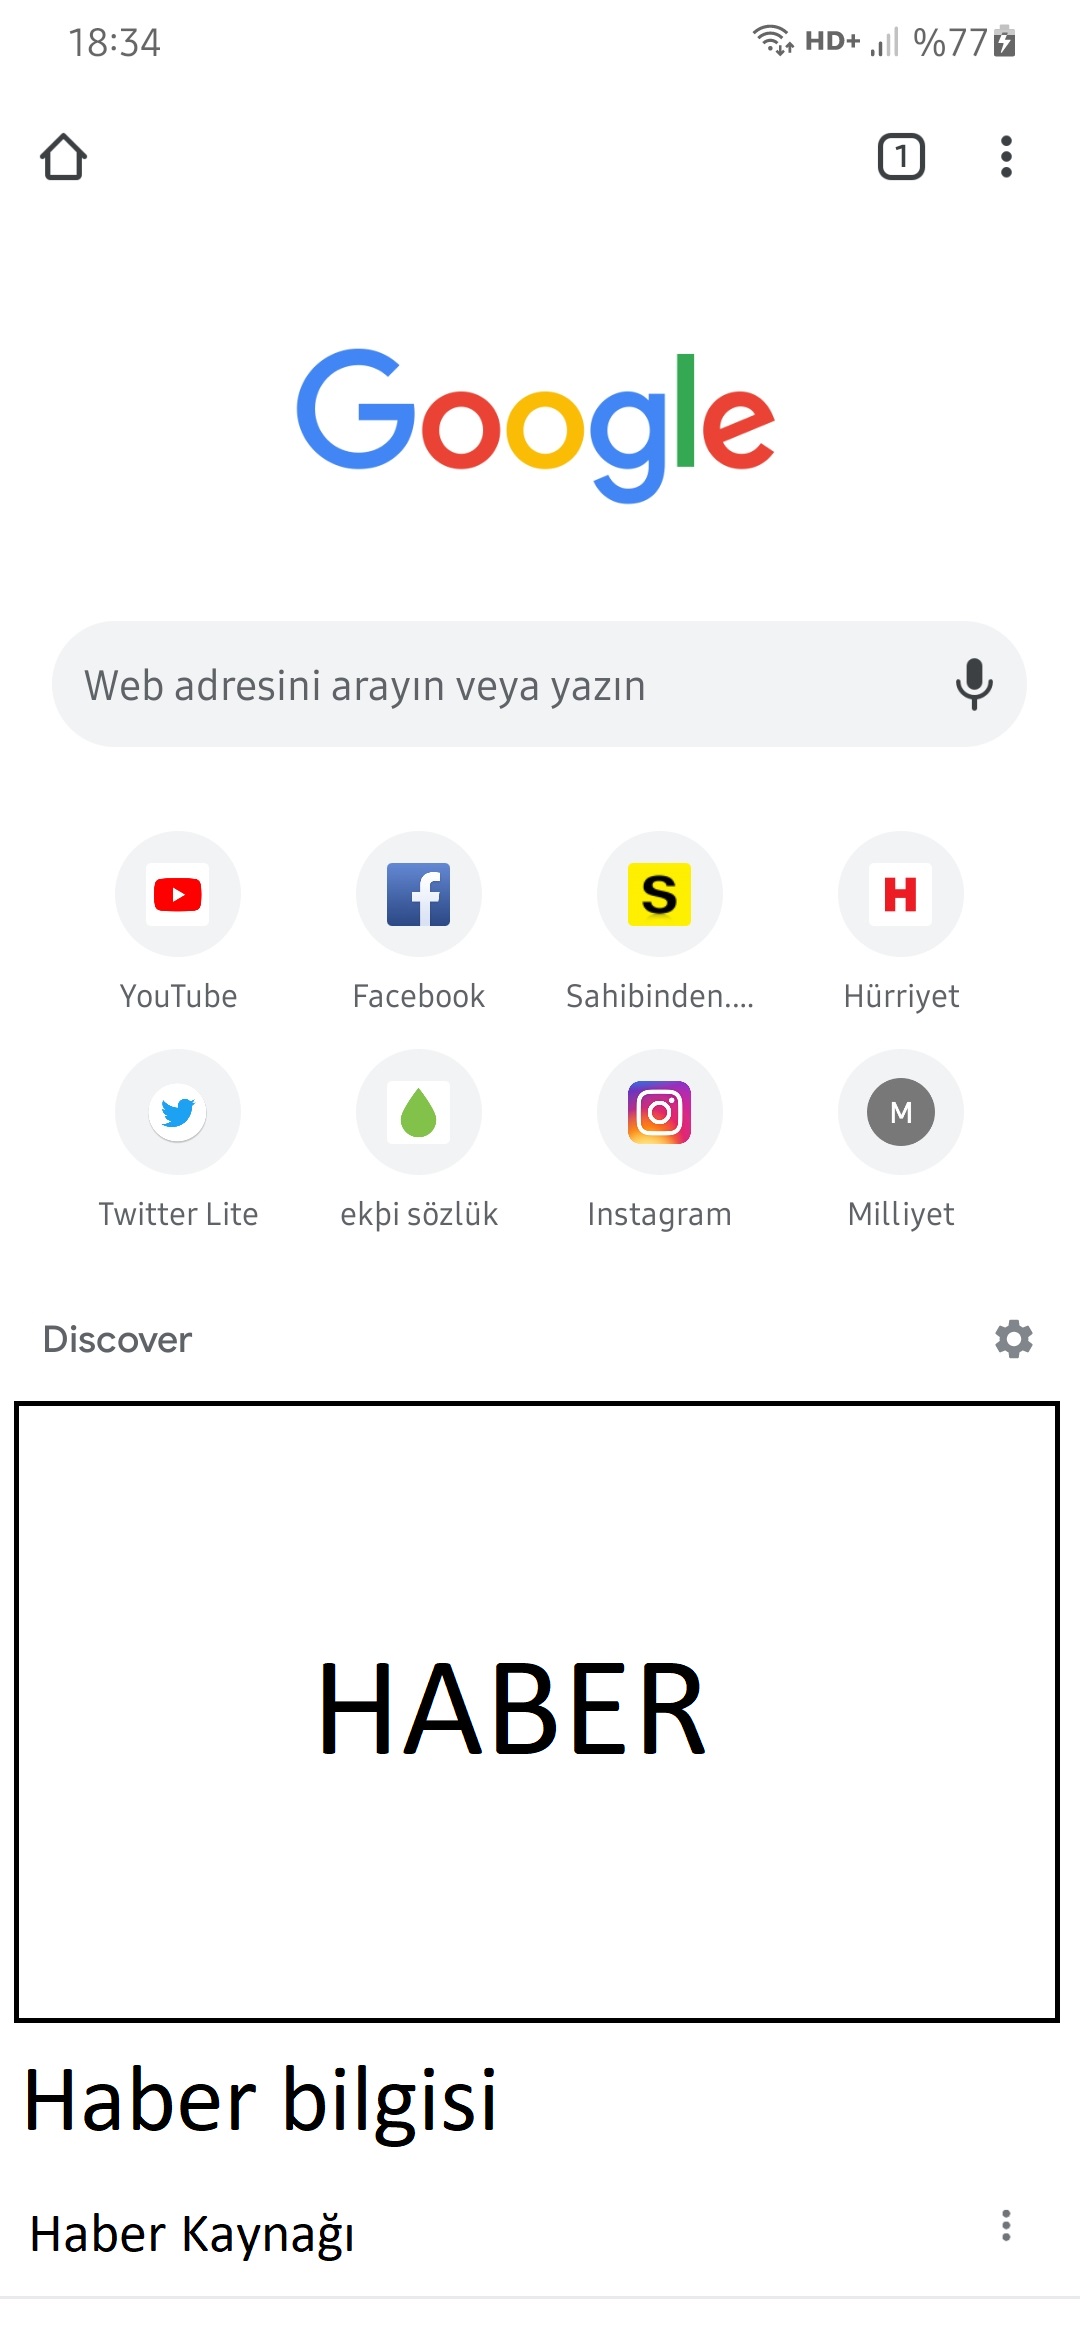 18:34 HD+ %77
1
Google
Web adresini arayın veya yazın
S H
YouTube Facebook Sahibinden.... Hürriyet
M
Twitter Lite ekþi sözlük Instagram Milliyet
Discover
HABER
Haber bilgisi
Haber Kaynağı